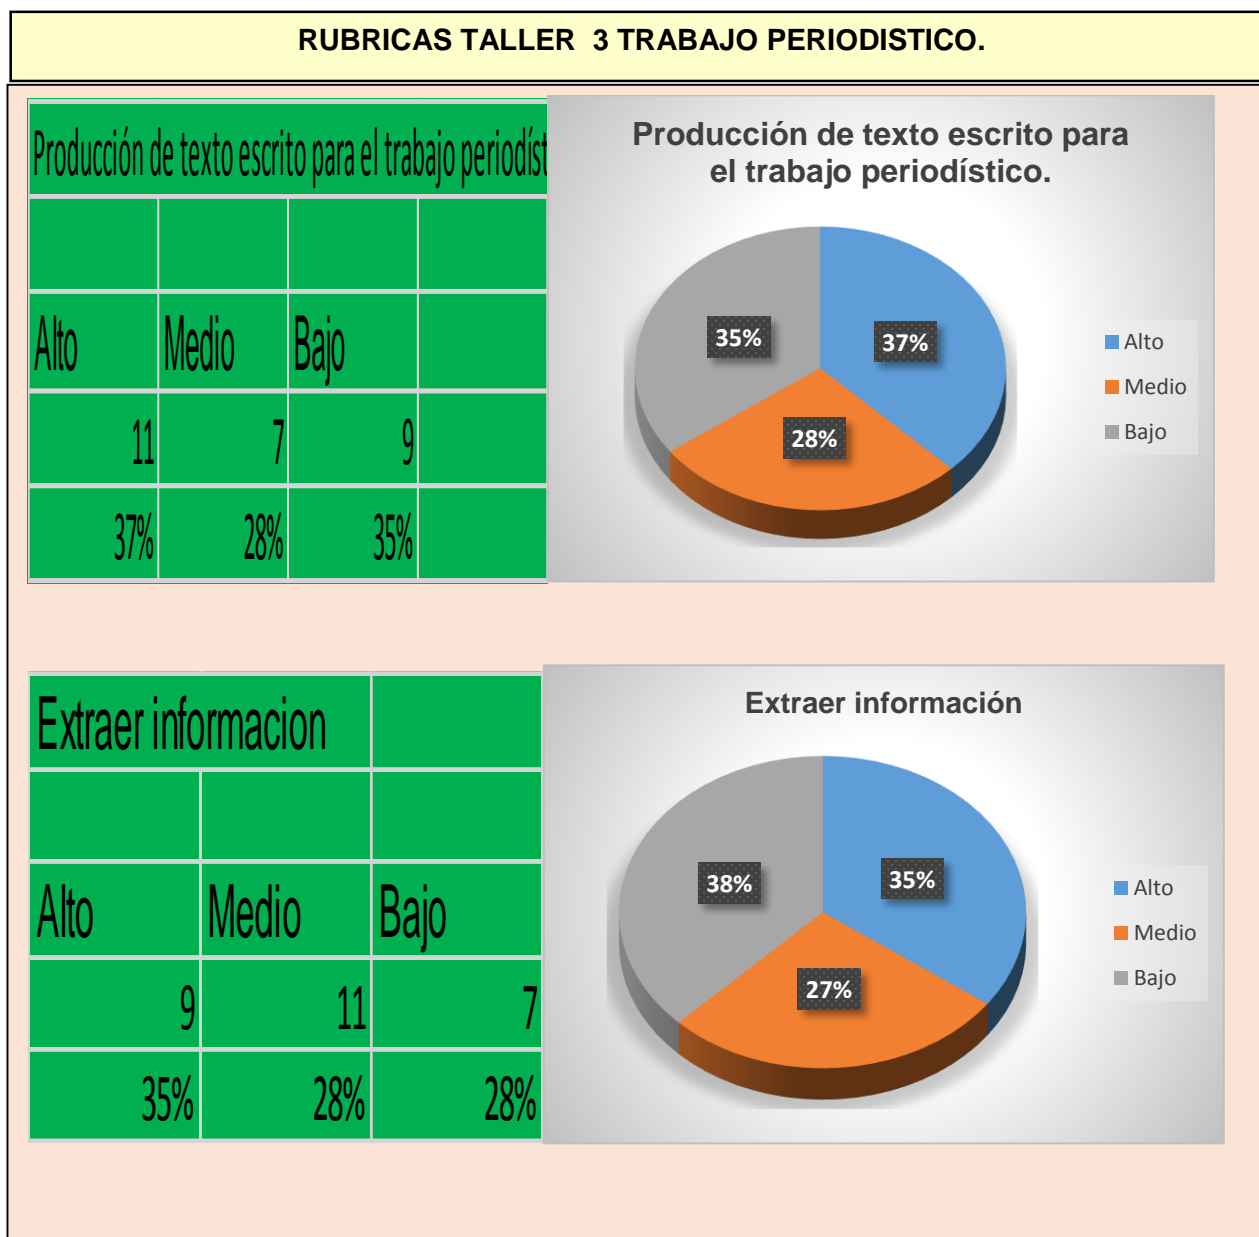 RUBRICAS TALLER 3 TRABAJO PERIODISTICO.
Producción de texto escrito para el trabajo periodíst
Alto Medio Bajo
11 7 9
37% 28% 35%
Producción de texto escrito para
el trabajo periodístico.
35%
37%
28%
Alto
Medio
Bajo
Extraer informacion
Alto Medio Bajo
9 11 7
35% 28% 28%
Extraer información
38%
35%
27%
Alto
Medio
Bajo